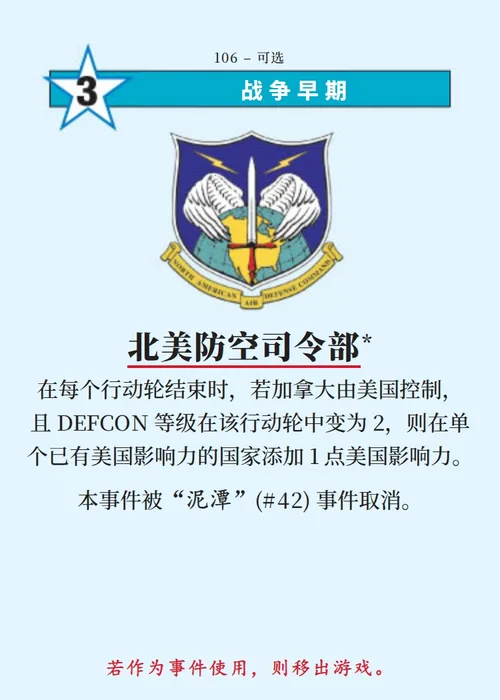 106 – 可选
3
战争早期
NORTH AMERICAN AIR DEFENSE COMMAND
北美防空司令部*
在每个行动轮结束时，若加拿大由美国控制，
且 DEFCON 等级在该行动轮中变为 2，则在单
个已有美国影响力的国家添加 1 点美国影响力。
本事件被“泥潭”(#42) 事件取消。
若作为事件使用，则移出游戏。